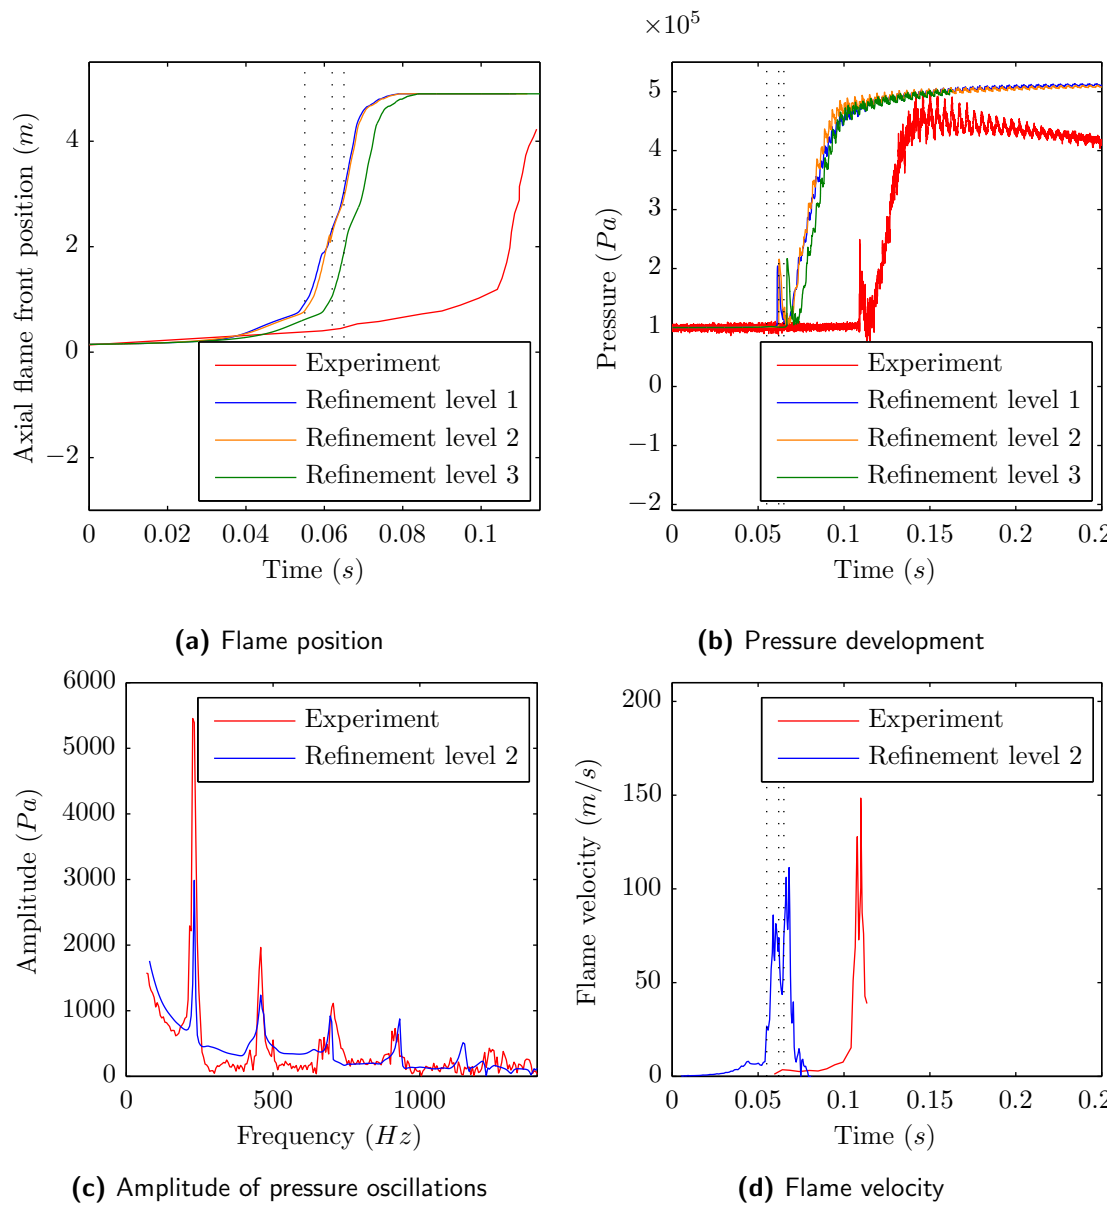 ×10⁵
Axial flame front position (m)
4
2
0
−2
Experiment
Refinement level 1
Refinement level 2
Refinement level 3
0 0.02 0.04 0.06 0.08 0.1
Time (s)
(a) Flame position
Pressure (Pa)
5
4
5
3
2
1
0
−1
−2
Experiment
Refinement level 1
Refinement level 2
Refinement level 3
0 0.05 0.1 0.15 0.2 0.2
Time (s)
(b) Pressure development
Amplitude (Pa)
6000
5000
4000
3000
2000
1000
0
Experiment
Refinement level 2
0 500 1000
Frequency (Hz)
(c) Amplitude of pressure oscillations
Flame velocity (m/s)
200
150
100
50
0
Experiment
Refinement level 2
0 0.05 0.1 0.15 0.2 0.2
Time (s)
(d) Flame velocity